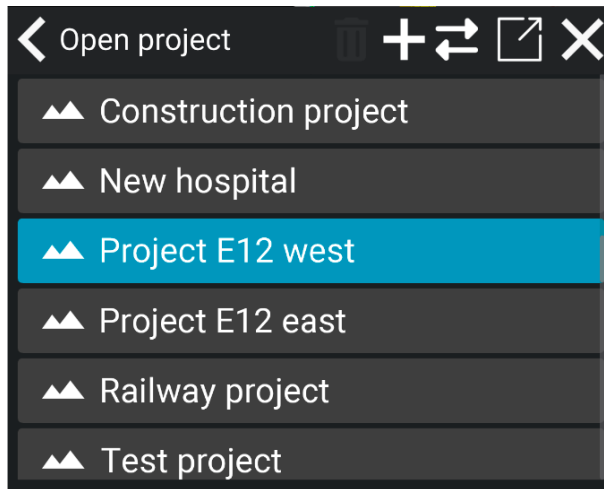 Open project
Construction project
New hospital
Project E12 west
Project E12 east
Railway project
Test project